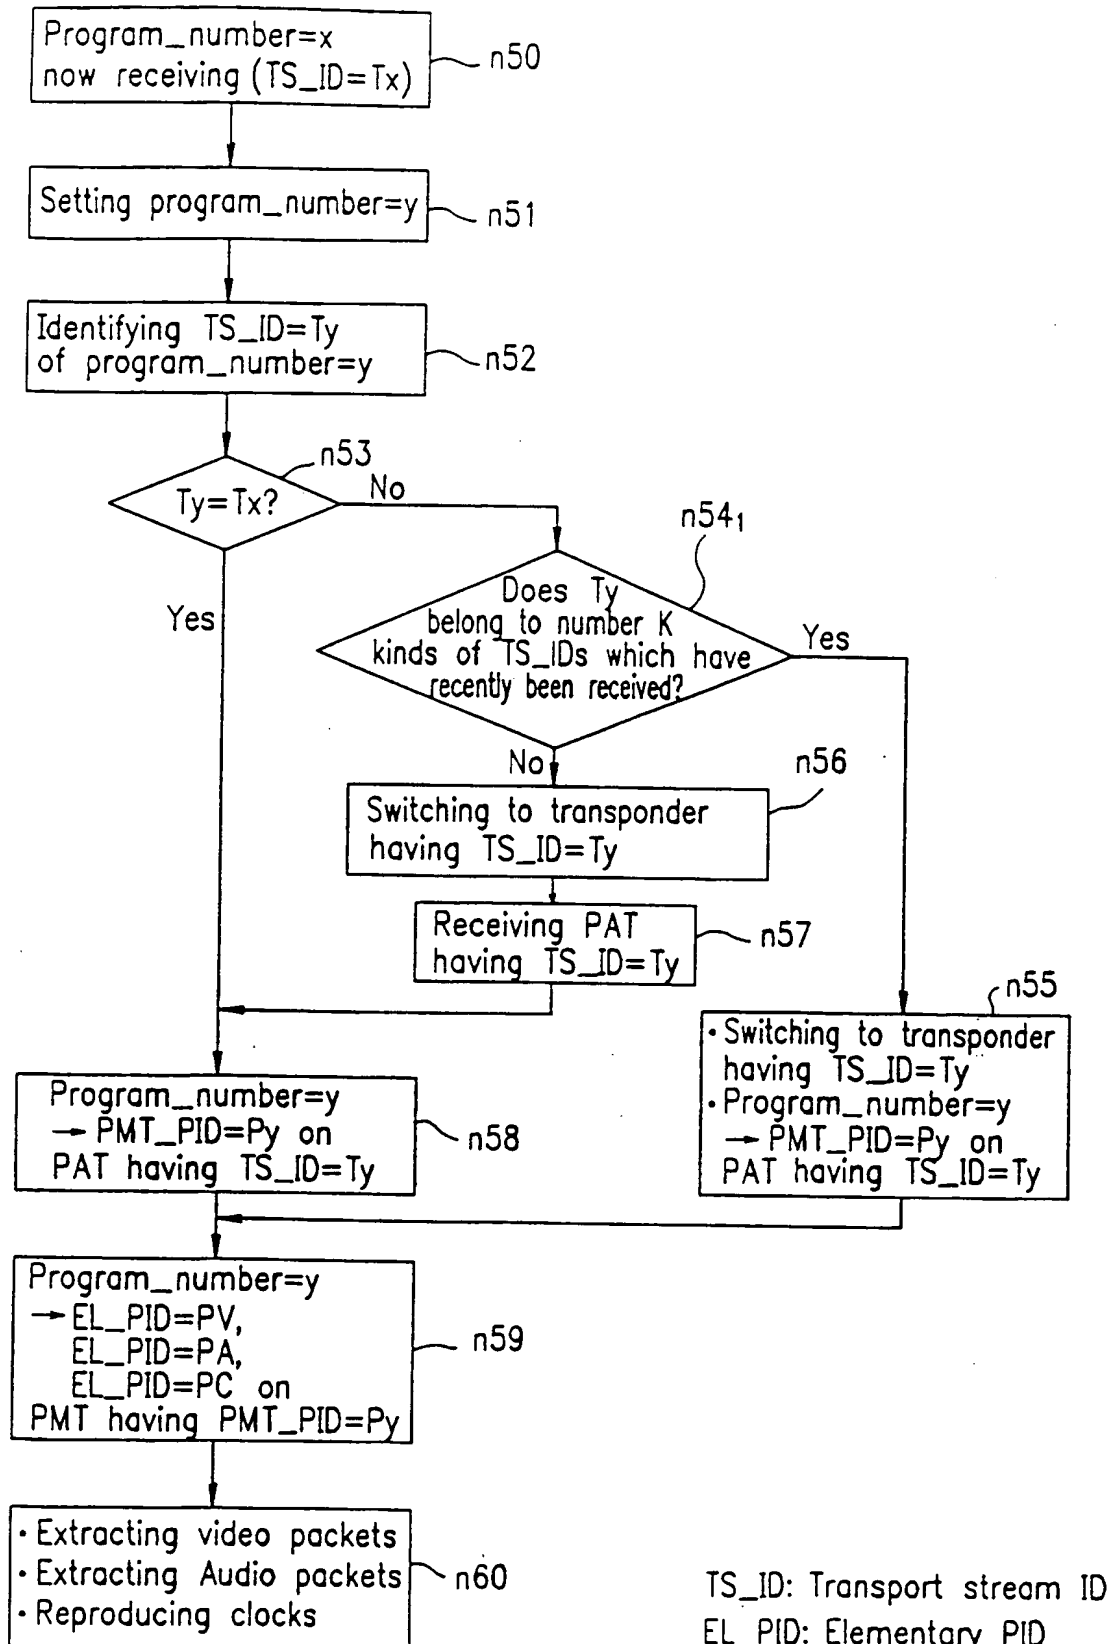 Program_number=x
now receiving (TS_ID=Tx)
n50
Setting program_number=y
n51
Identifying TS_ID=Ty
of program_number=y
n52
n53
Ty=Tx?
No
Yes
n54₁
Does Ty
belong to number K
kinds of TS_IDs which have
recently been received?
Yes
No
n56
Switching to transponder
having TS_ID=Ty
Receiving PAT
having TS_ID=Ty
n57
n55
・Switching to transponder
having TS_ID=Ty
・Program_number=y
→ PMT_PID=Py on
PAT having TS_ID=Ty
Program_number=y
→ PMT_PID=Py on
PAT having TS_ID=Ty
n58
Program_number=y
→ EL_PID=PV,
EL_PID=PA,
EL_PID=PC on
PMT having PMT_PID=Py
n59
・Extracting video packets
・Extracting Audio packets
・Reproducing clocks
n60
TS_ID: Transport stream ID
EL_PID: Elementary PID